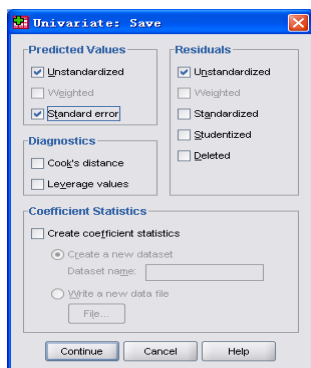 Univariate: Save
Predicted Values
Unstandardized
Weighted
Standard error
Diagnostics
Cook's distance
Leverage values
Residuals
Unstandardized
Weighted
Standardized
Studentized
Deleted
Coefficient Statistics
Create coefficient statistics
Create a new dataset
Dataset name:
Write a new data file
File...
Continue
Cancel
Help